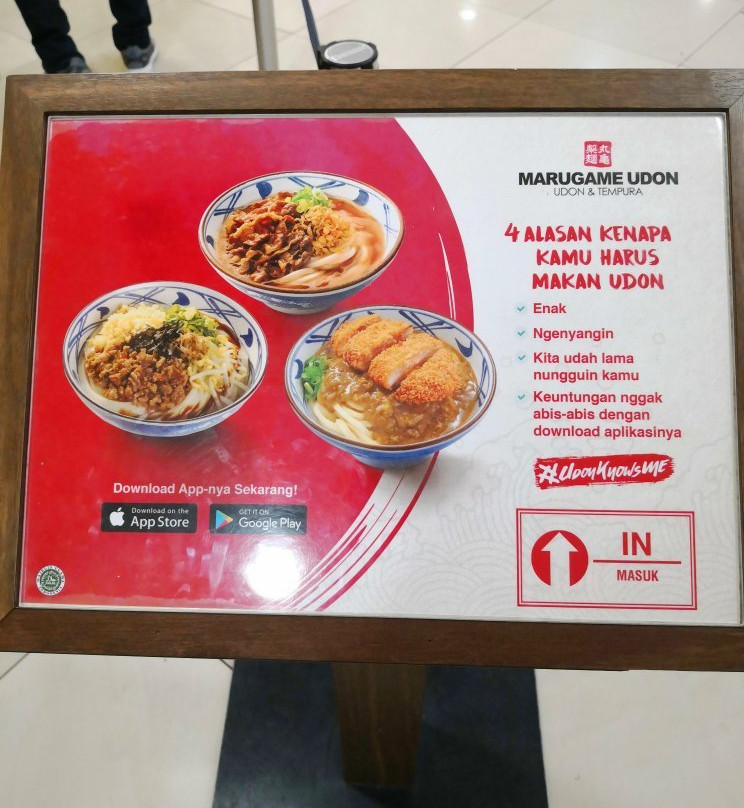 丸亀
製麺
MARUGAME UDON
UDON & TEMPURA
4 ALASAN KENAPA
KAMU HARUS
MAKAN UDON
Enak
Ngenyangin
Kita udah lama
nungguin kamu
Keuntungan nggak
abis-abis dengan
download aplikasinya
#UdonKnowsME
Download App-nya Sekarang!
Download on the
App Store
GET IT ON
Google Play
IN
MASUK